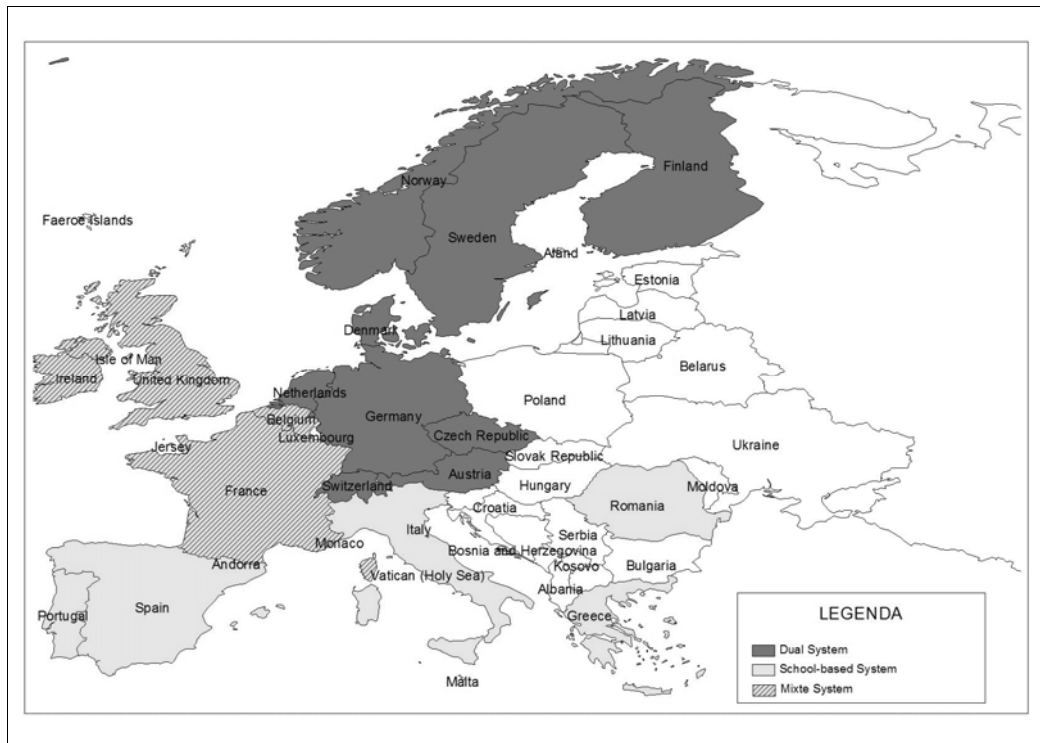 Norway
Finland
Faeroe Islands
Sweden
Aland
Estonia
Latvia
Denmark
Lithuania
Isle of Man
Ireland
United Kingdom
Belarus
Netherlands
Poland
Germany
Belgium
Czech Republic
Luxembourg
Ukraine
Jersey
Slovak Republic
Austria
Switzerland
Hungary
Moldova
France
Croatia
Romania
Italy
Serbia
Monaco
Bosnia and Herzegovina
Andorra
Kosovo
Bulgaria
Vatican (Holy Sea)
Albania
Spain
Portugal
Greece
Malta
LEGENDA
Dual System
School-based System
Mixte System